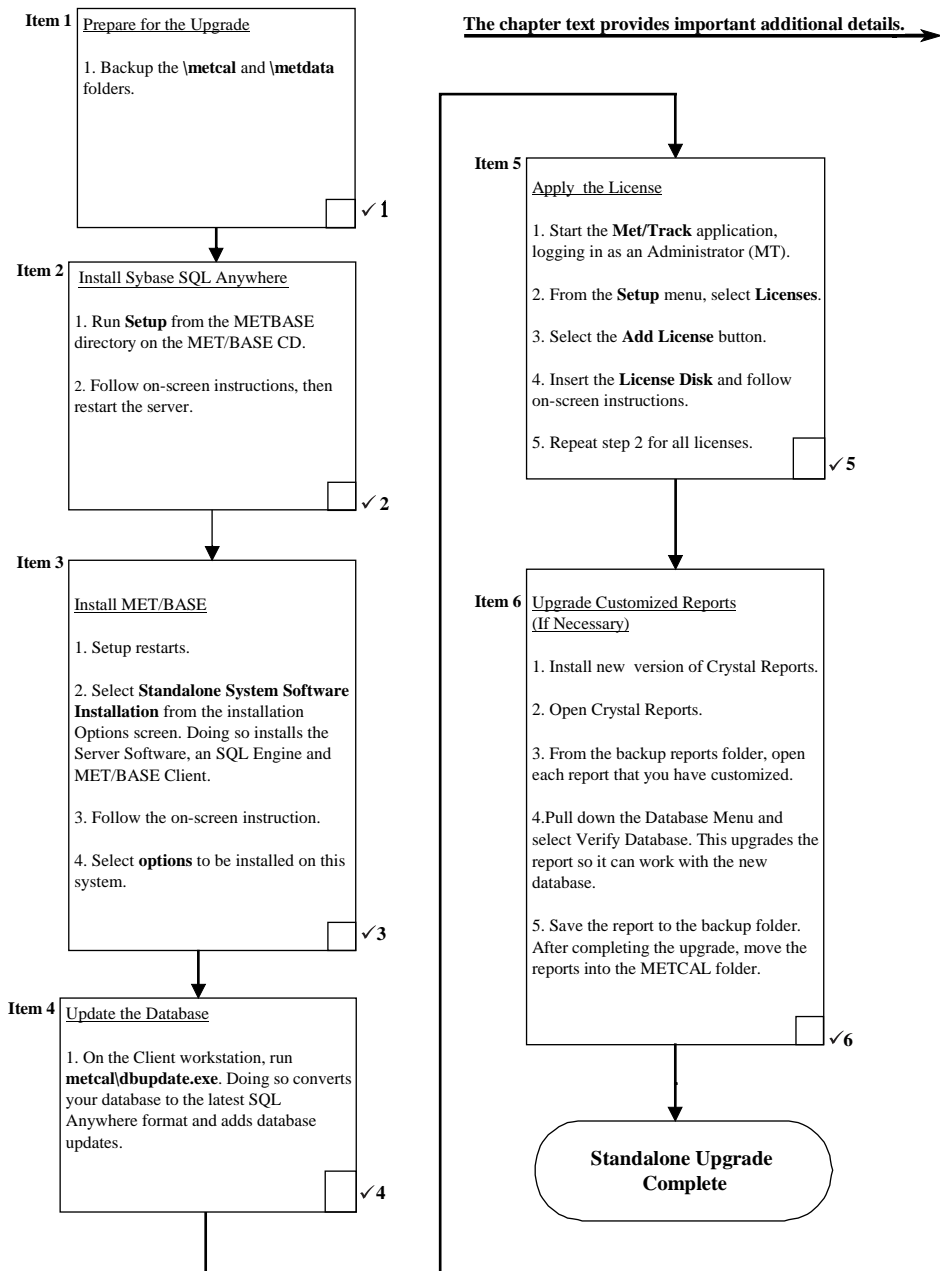 The chapter text provides important additional details.
Item 1
Prepare for the Upgrade
1. Backup the \metcal and \metdata
folders.
✓1
Item 2
Install Sybase SQL Anywhere
1. Run Setup from the METBASE
directory on the MET/BASE CD.
2. Follow on-screen instructions, then
restart the server.
✓2
Item 3
Install MET/BASE
1. Setup restarts.
2. Select Standalone System Software
Installation from the installation
Options screen. Doing so installs the
Server Software, an SQL Engine and
MET/BASE Client.
3. Follow the on-screen instruction.
4. Select options to be installed on this
system.
✓3
Item 4
Update the Database
1. On the Client workstation, run
metcal\dbupdate.exe. Doing so converts
your database to the latest SQL
Anywhere format and adds database
updates.
✓4
Item 5
Apply the License
1. Start the Met/Track application,
logging in as an Administrator (MT).
2. From the Setup menu, select Licenses.
3. Select the Add License button.
4. Insert the License Disk and follow
on-screen instructions.
5. Repeat step 2 for all licenses.
✓5
Item 6
Upgrade Customized Reports
(If Necessary)
1. Install new version of Crystal Reports.
2. Open Crystal Reports.
3. From the backup reports folder, open
each report that you have customized.
4.Pull down the Database Menu and
select Verify Database. This upgrades the
report so it can work with the new
database.
5. Save the report to the backup folder.
After completing the upgrade, move the
reports into the METCAL folder.
✓6
Standalone Upgrade
Complete